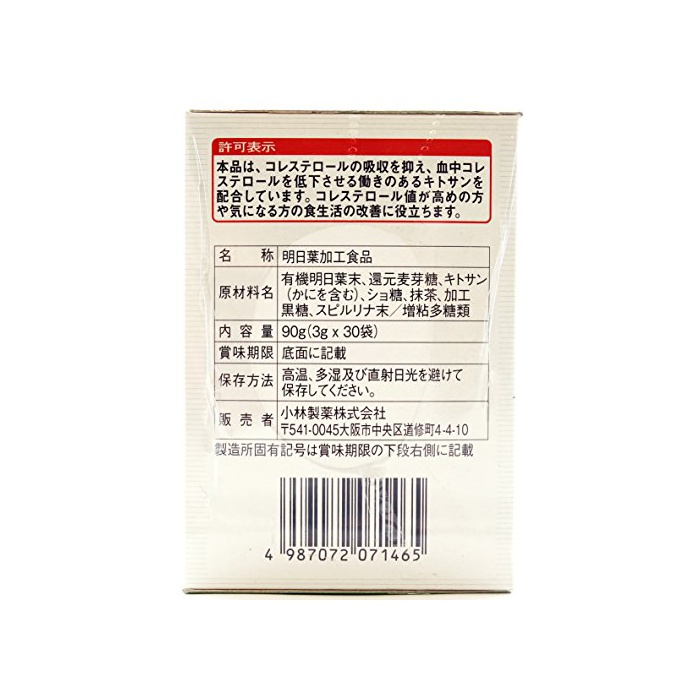 許可表示
本品は、コレステロールの吸収を抑え、血中コレ
ステロールを低下させる働きのあるキトサンを
配合しています。コレステロール値が高めの方
や気になる方の食生活の改善に役立ちます。
名称 明日葉加工食品
原材料名 有機明日葉末、還元麦芽糖、キトサン
(かにを含む)、ショ糖、抹茶、加工
黒糖、スピルリナ末／増粘多糖類
内容量 90g(3g x 30袋)
賞味期限 底面に記載
保存方法 高温、多湿及び直射日光を避けて
保存してください。
販売者 小林製薬株式会社
〒541-0045大阪市中央区道修町4-4-10
製造所固有記号は賞味期限の下段右側に記載
4 987072 071465